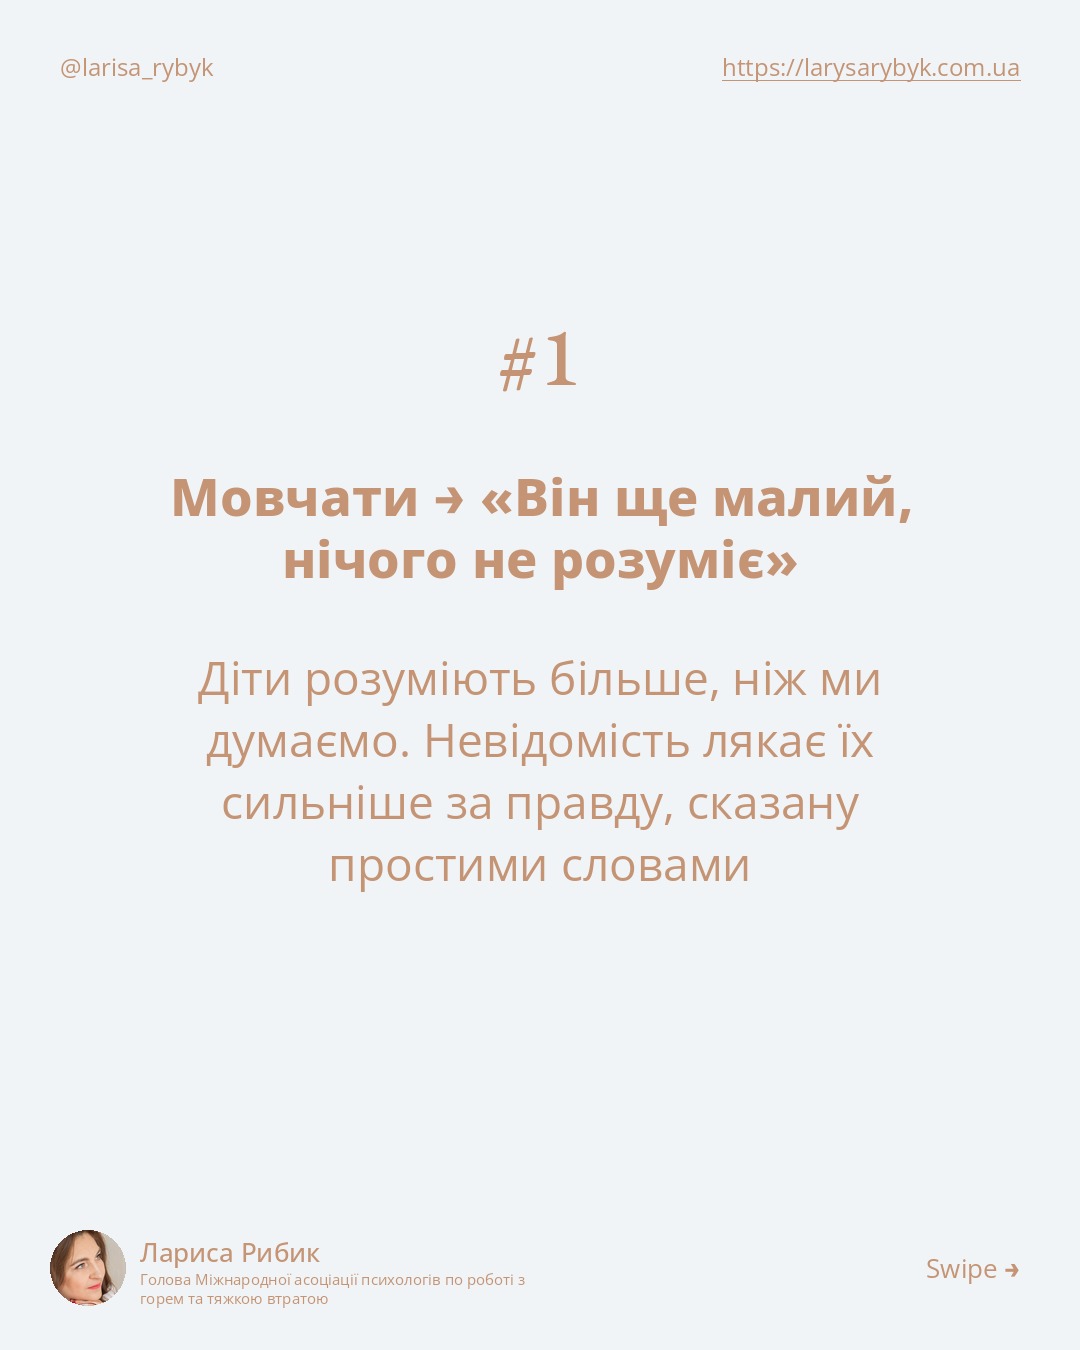 @larisa_rybyk
https://larysarybyk.com.ua
#1
Мовчати → «Він ще малий,
нічого не розуміє»
Діти розуміють більше, ніж ми
думаємо. Невідомість лякає їх
сильніше за правду, сказану
простими словами
Лариса Рибик
Голова Міжнародної асоціації психологів по роботі з
горем та тяжкою втратою
Swipe →